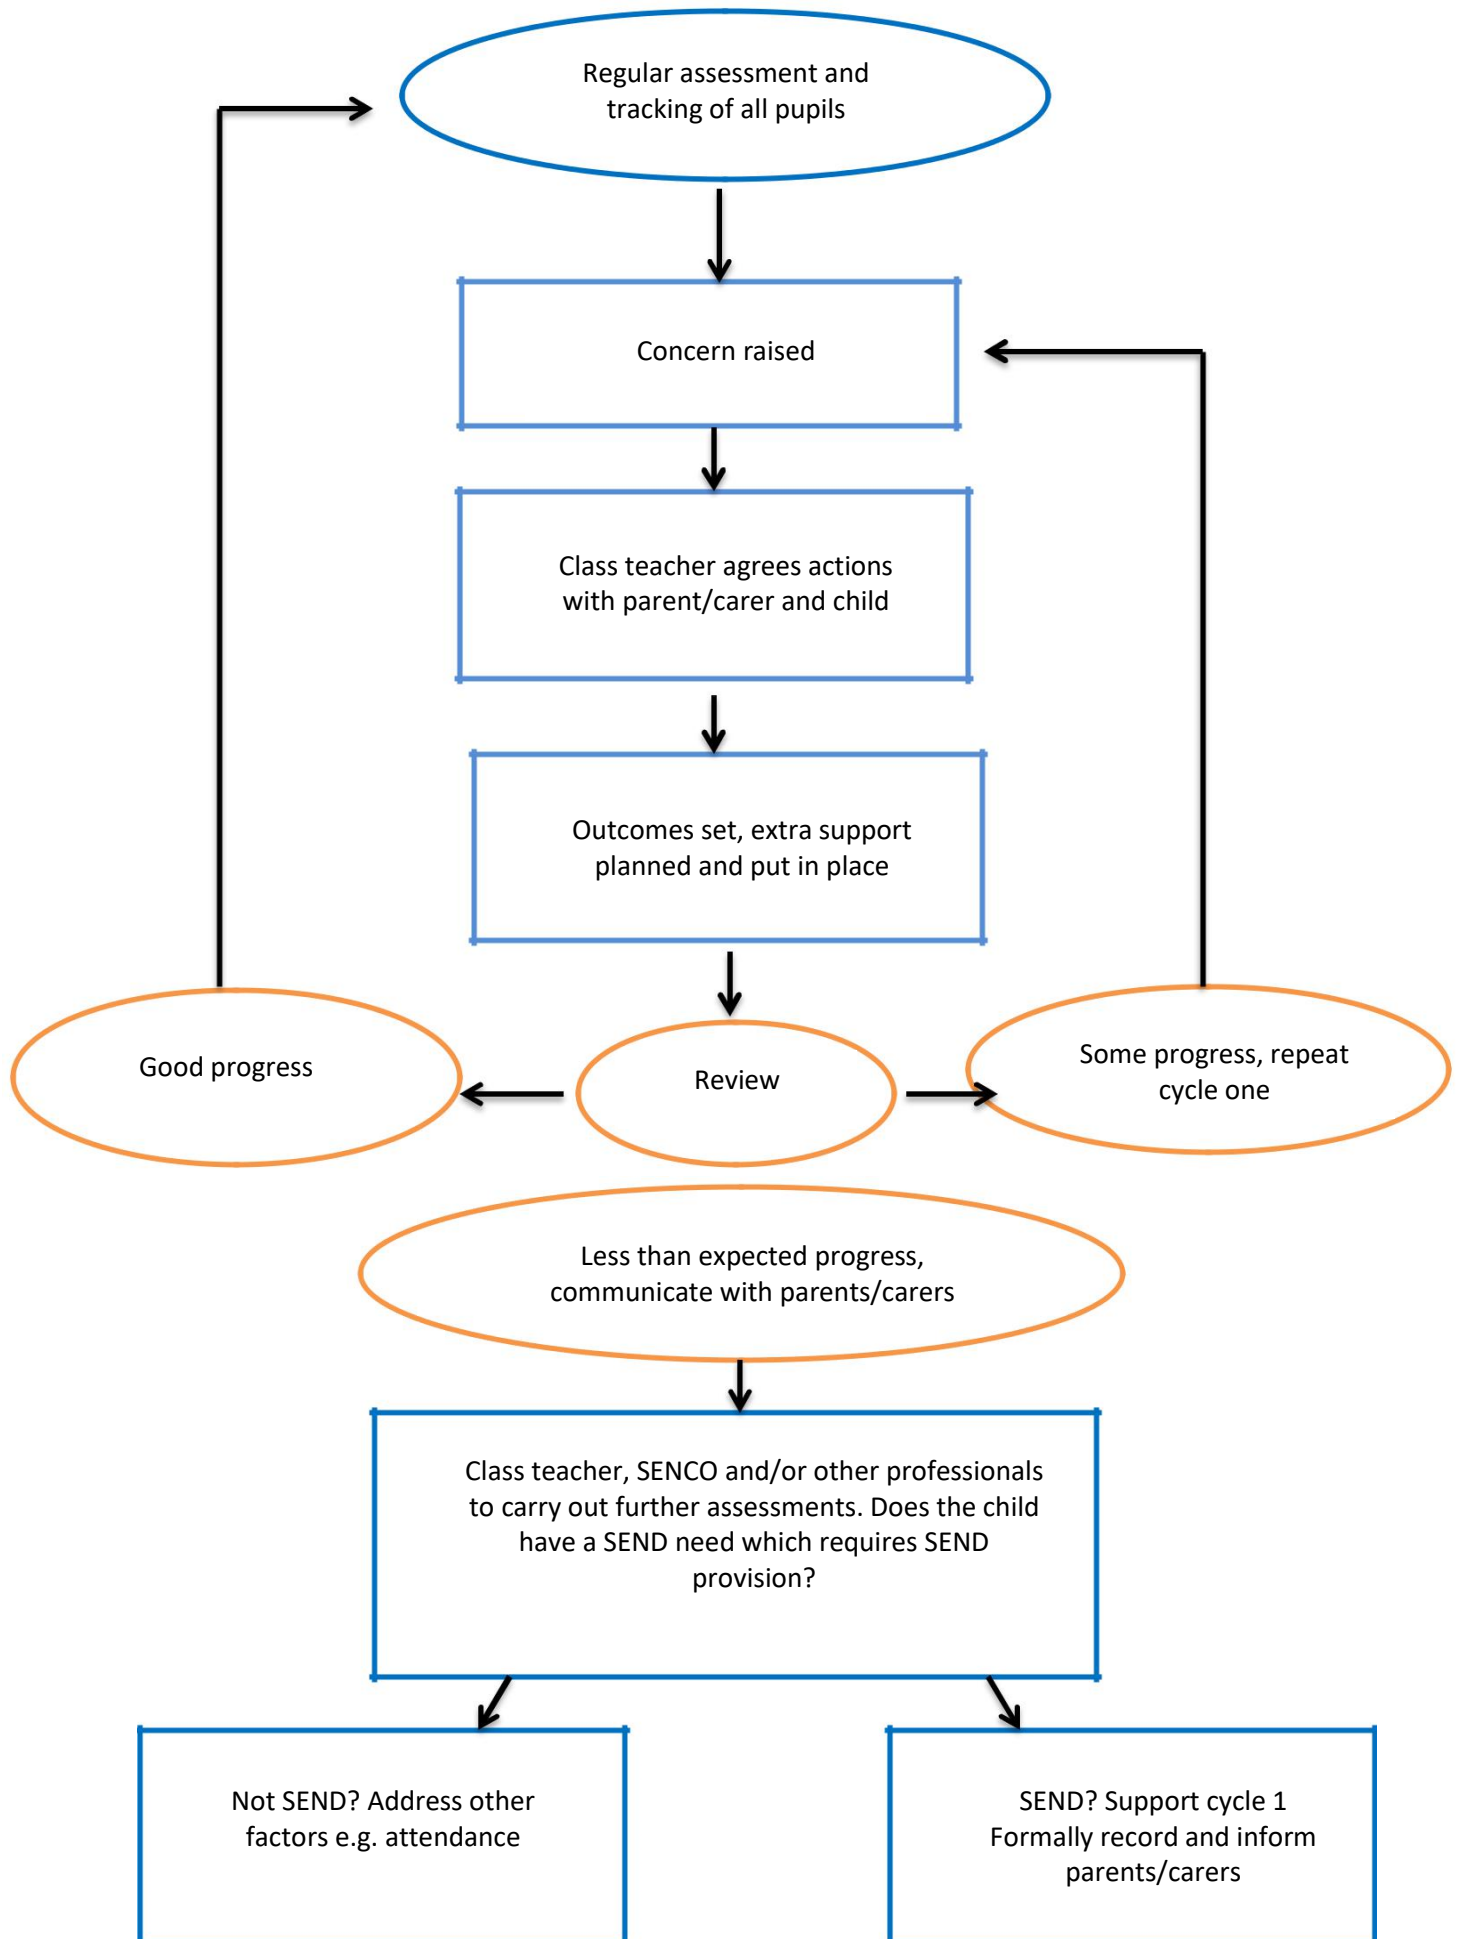 Regular assessment and
tracking of all pupils
Concern raised
Class teacher agrees actions
with parent/carer and child
Outcomes set, extra support
planned and put in place
Good progress
Review
Some progress, repeat
cycle one
Less than expected progress,
communicate with parents/carers
Class teacher, SENCO and/or other professionals
to carry out further assessments. Does the child
have a SEND need which requires SEND
provision?
Not SEND? Address other
factors e.g. attendance
SEND? Support cycle 1
Formally record and inform
parents/carers